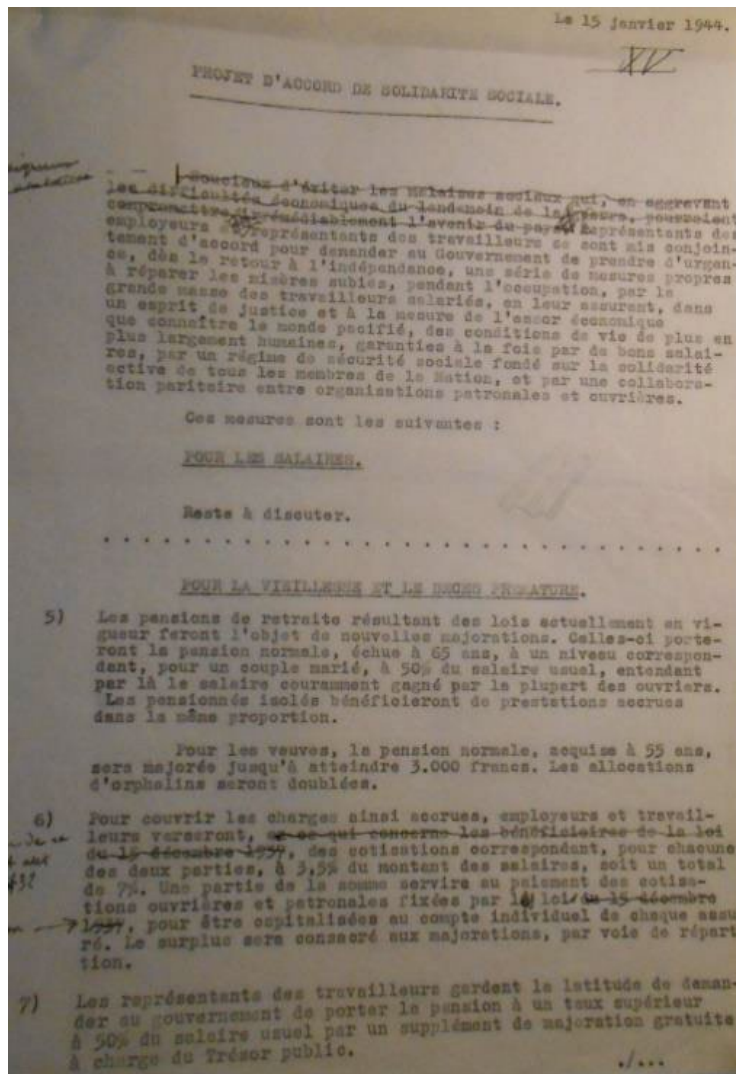 Le 15 janvier 1944.
XV
PROJET D'ACCORD DE SOLIDARITE SOCIALE.
Soucieux d'éviter les malaises sociaux qui, en aggravant
les difficultés économiques du lendemain de la guerre, pourraient
compromettre irrémédiablement l'avenir du pays, représentants des
employeurs et représentants des travailleurs se sont mis conjoin-
tement d'accord pour demander au Gouvernement de prendre d'urgen-
ce, dès le retour à l'indépendance, une série de mesures propres
à réparer les misères subies, pendant l'occupation, par la
grande masse des travailleurs salariés, en leur assurant, dans
un esprit de justice et à la mesure de l'essor économique
que connaître le monde pacifié, des conditions de vie de plus en
plus largement humaines, garanties à la fois par de bons salai-
res, par un régime de sécurité sociale fondé sur la solidarité
active de tous les membres de la Nation, et par une collabora-
tion paritaire entre organisations patronales et ouvrières.
Ces mesures sont les suivantes :
POUR LES SALAIRES.
Reste à discuter.
. . . . . . . . . . . . . . . . . . . . . . . . . . . . . . . . . .
POUR LA VIEILLESSE ET LE DECES PREMATURE.
5) Les pensions de retraite résultant des lois actuellement en vi-
gueur feront l'objet de nouvelles majorations. Celles-ci porte-
ront la pension normale, échue à 65 ans, à un niveau correspon-
dant, pour un couple marié, à 50% du salaire usuel, entendant
par là le salaire couramment gagné par la plupart des ouvriers.
Les pensionnés isolés bénéficieront de prestations accrues
dans la même proportion.
Pour les veuves, la pension normale, acquise à 55 ans,
sera majorée jusqu'à atteindre 3.000 francs. Les allocations
d'orphelins seront doublées.
6) Pour couvrir les charges ainsi accrues, employeurs et travail-
leurs verseront, en ce qui concerne les bénéficieires de la loi
du 15 décembre 1937, des cotisations correspondant, pour chacune
des deux parties, à 3,5% du montant des salaires, soit un total
de 7%. Une partie de la somme servira au paiement des cotisa-
tions ouvrières et patronales fixées par la loi du 15 décembre
1937, pour être capitalisées au compte individuel de chaque assu
ré. Le surplus sera consacré aux majorations, par voie de répart
tion.
7) Les représentants des travailleurs gardent la latitude de deman-
der au gouvernement de porter la pension à un taux supérieur
à 50% du salaire usuel par un supplément de majoration gratuite
à charge du Trésor public.
./...